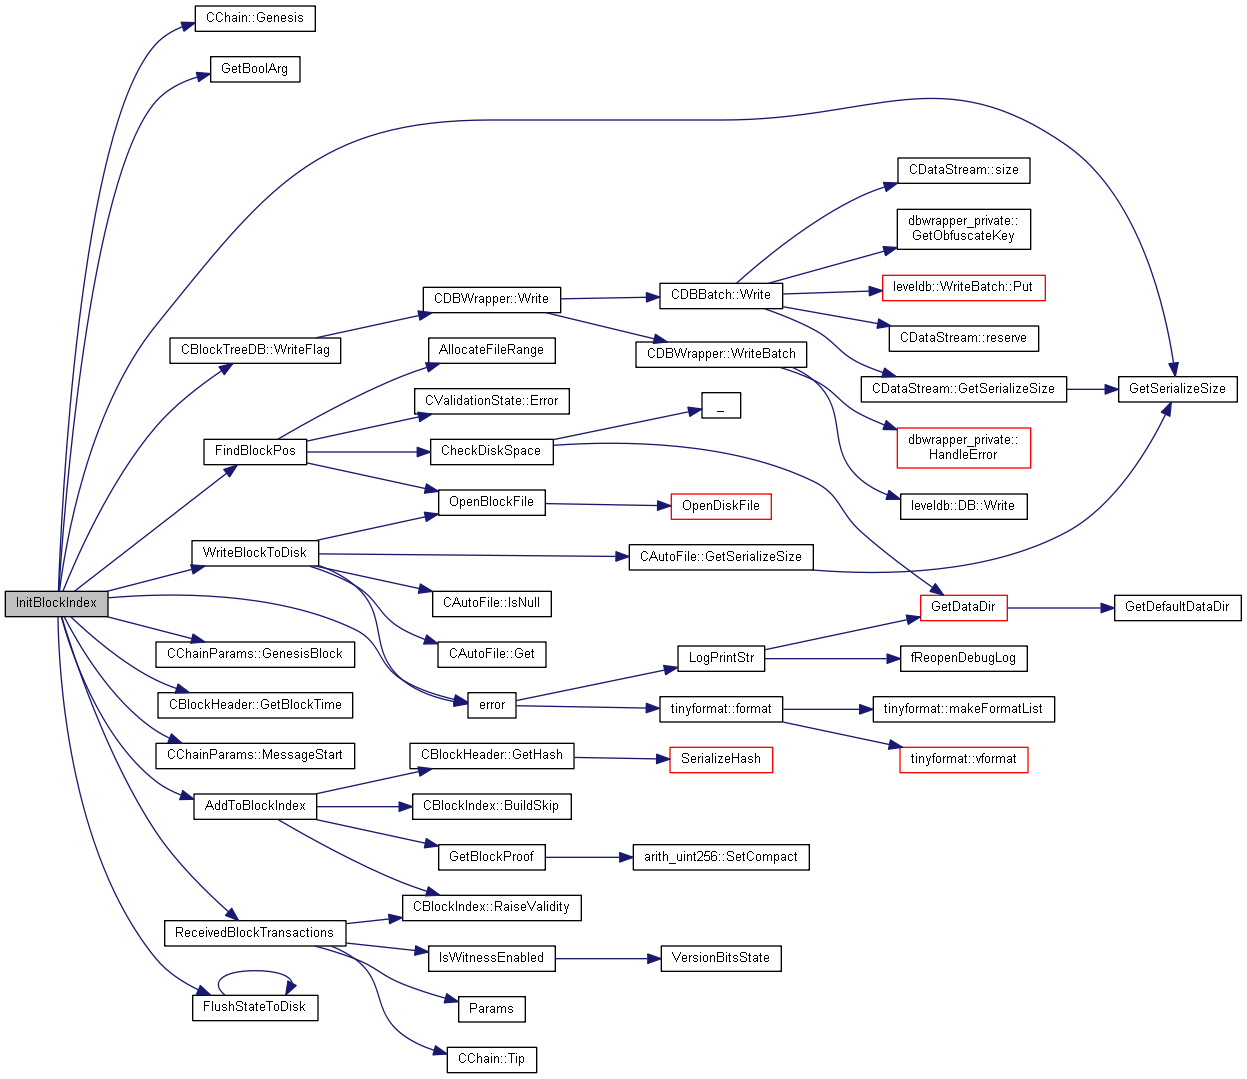 CChain::Genesis
GetBoolArg
CDataStream::size
dbwrapper_private::
GetObfuscateKey
leveldb::WriteBatch::Put
CDBWrapper::Write
CDBBatch::Write
CDataStream::reserve
CBlockTreeDB::WriteFlag
AllocateFileRange
CDBWrapper::WriteBatch
CDataStream::GetSerializeSize
GetSerializeSize
CValidationState::Error
_
dbwrapper_private::
HandleError
FindBlockPos
CheckDiskSpace
OpenBlockFile
OpenDiskFile
leveldb::DB::Write
WriteBlockToDisk
CAutoFile::GetSerializeSize
InitBlockIndex
CAutoFile::IsNull
GetDataDir
GetDefaultDataDir
CChainParams::GenesisBlock
CAutoFile::Get
LogPrintStr
fReopenDebugLog
CBlockHeader::GetBlockTime
error
tinyformat::format
tinyformat::makeFormatList
CChainParams::MessageStart
CBlockHeader::GetHash
SerializeHash
tinyformat::vformat
AddToBlockIndex
CBlockIndex::BuildSkip
GetBlockProof
arith_uint256::SetCompact
CBlockIndex::RaiseValidity
ReceivedBlockTransactions
IsWitnessEnabled
VersionBitsState
FlushStateToDisk
Params
CChain::Tip